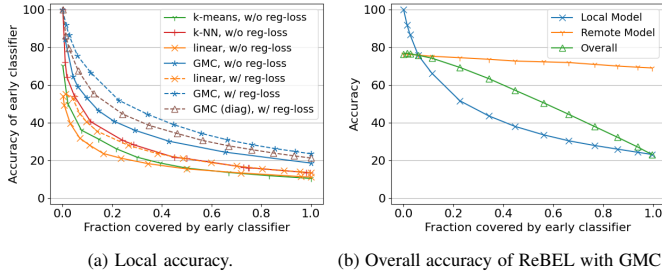 Accuracy of early classifier
100
80
60
40
20
0
k-means, w/o reg-loss
k-NN, w/o reg-loss
linear, w/o reg-loss
GMC, w/o reg-loss
linear, w/ reg-loss
GMC, w/ reg-loss
GMC (diag), w/ reg-loss
0.0 0.2 0.4 0.6 0.8 1.0
Fraction covered by early classifier
(a) Local accuracy.
Accuracy
100
80
60
40
20
0
Local Model
Remote Model
Overall
0.0 0.2 0.4 0.6 0.8 1.0
Fraction covered by early classifier
(b) Overall accuracy of ReBEL with GMC